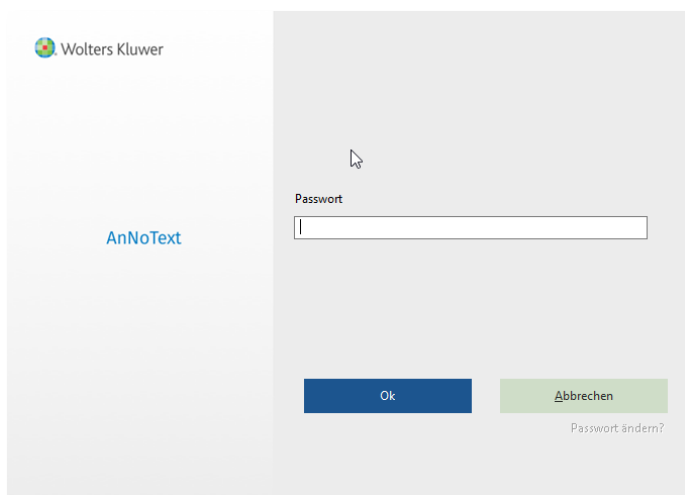 Wolters Kluwer
Passwort
AnNoText
Ok
Abbrechen
Passwort ändern?